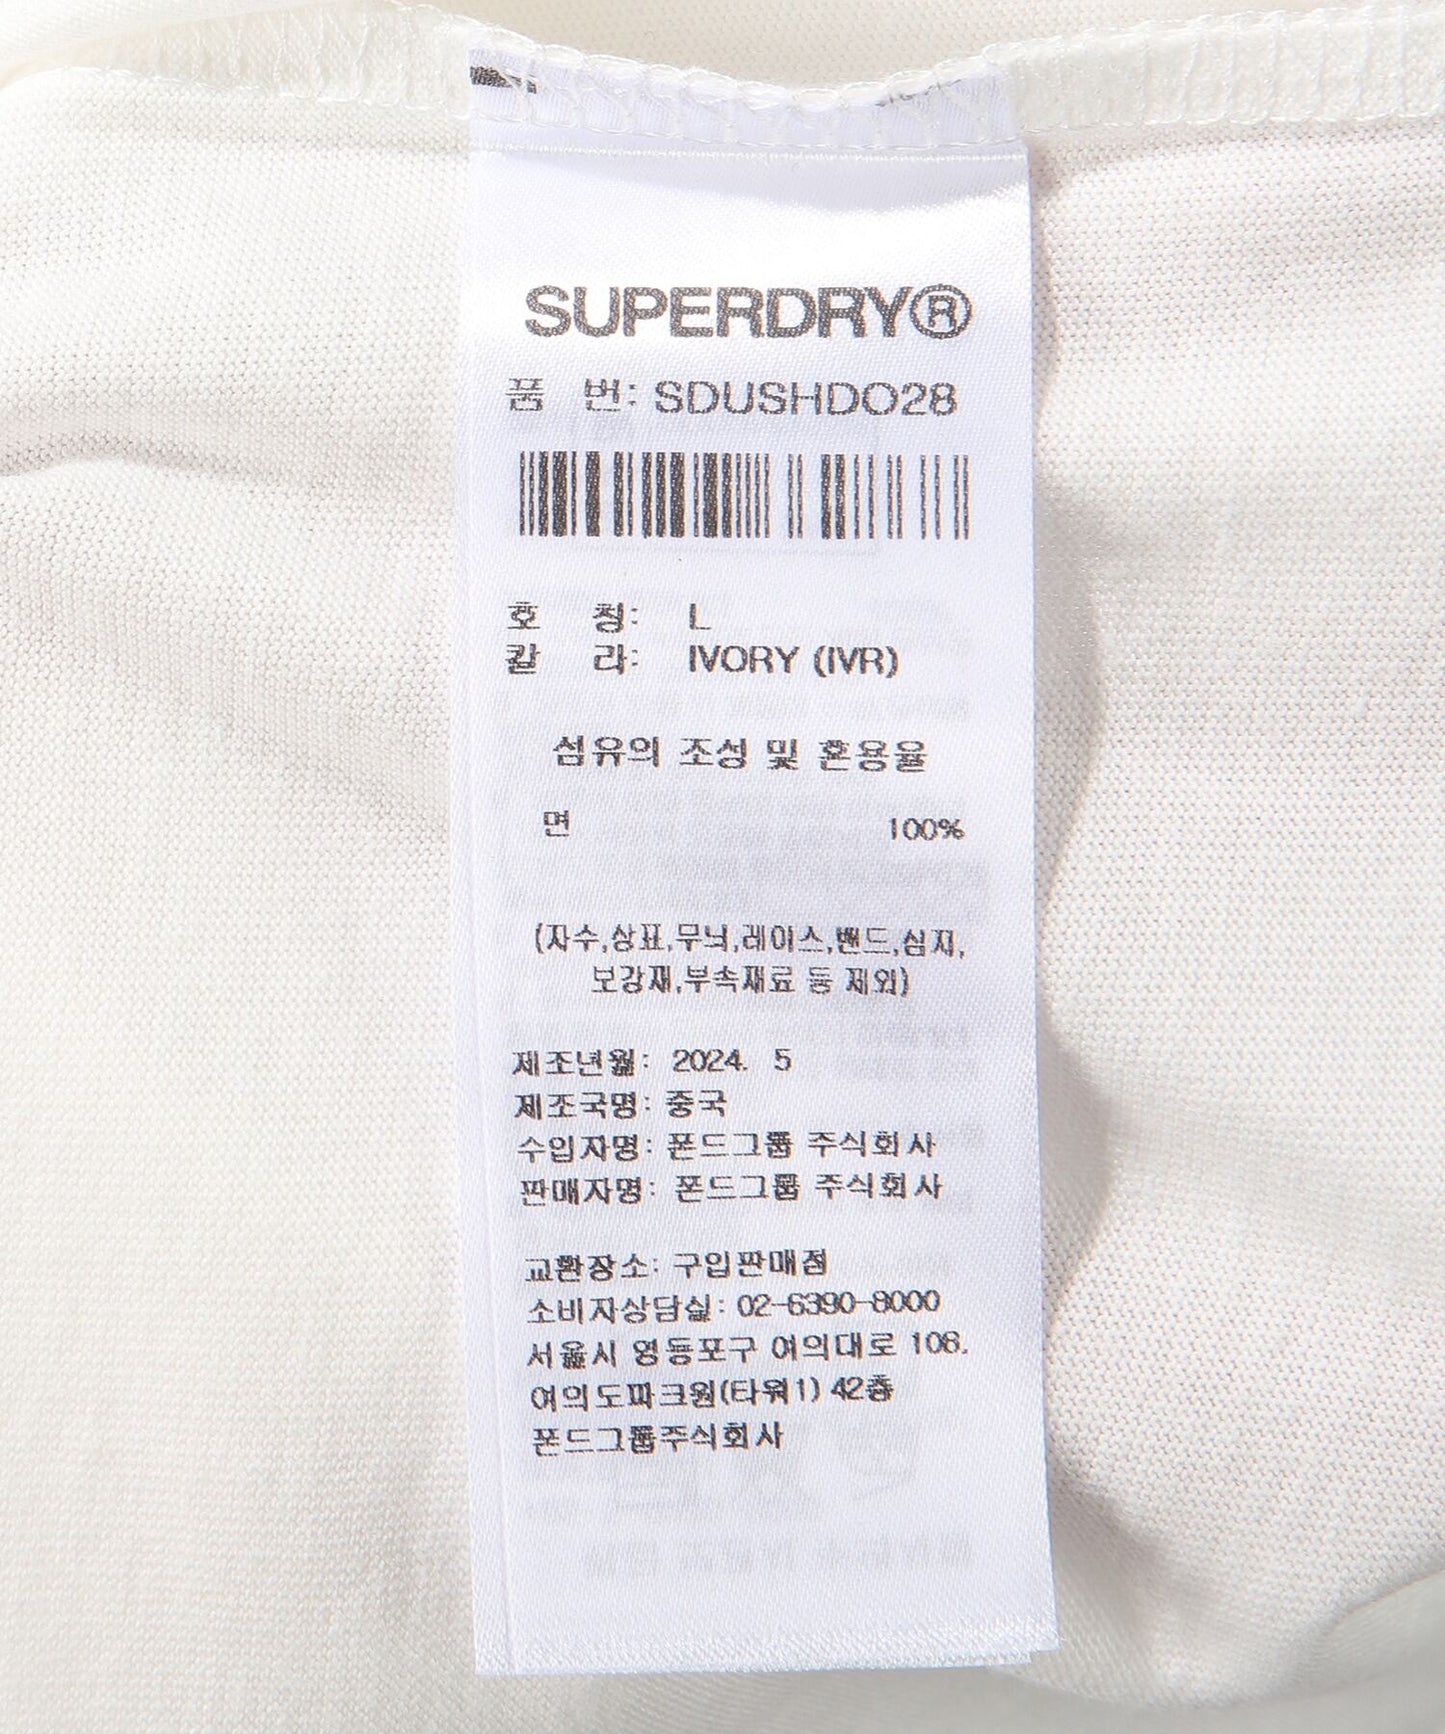 SUPERDRY®
품 번: SDUSHDO28
호 칭: L
칼 라: IVORY (IVR)
섬유의 조성 및 혼용율
면 100%
(자수,상표,무늬,레이스,밴드,심지,
보강재,부속재료 등 제외)
제조년월: 2024. 5
제조국명: 중국
수입자명: 폰드그룹 주식회사
판매자명: 폰드그룹 주식회사
교환장소: 구입판매점
소비자상담실: 02-6390-8000
서울시 영등포구 여의대로 108,
여의도파크원(타워1) 42층
폰드그룹주식회사